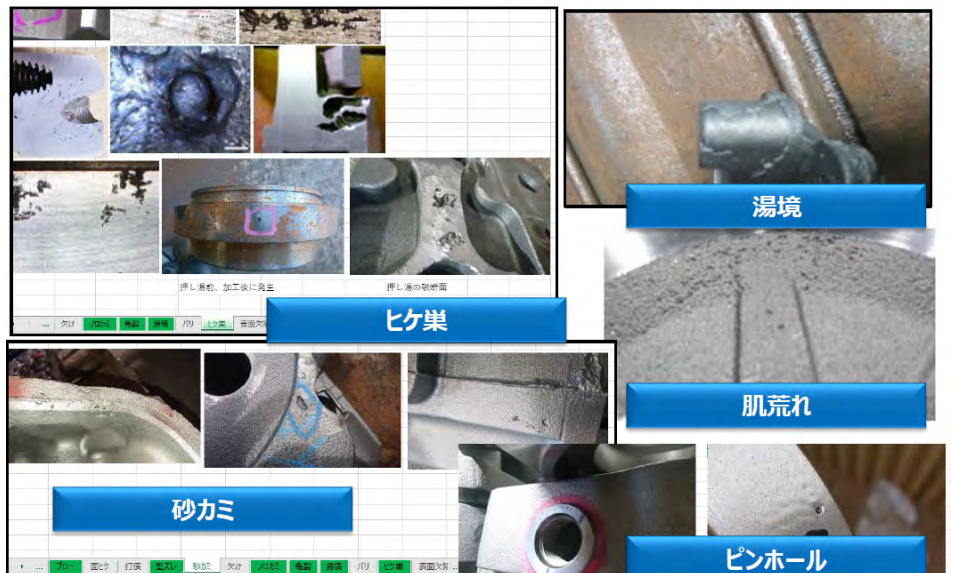 湯境
押し湯前、加工後に発生
押し湯の破断面
... 欠け ノロカミ 亀裂 湯境 バリ ヒケ巣 表面欠陥
ヒケ巣
肌荒れ
砂カミ
ピンホール
... ブロー 面ヒケ 打痕 型ズレ 砂カミ 欠け ノロカミ 亀裂 湯境 バリ ヒケ巣 表面欠陥 ...